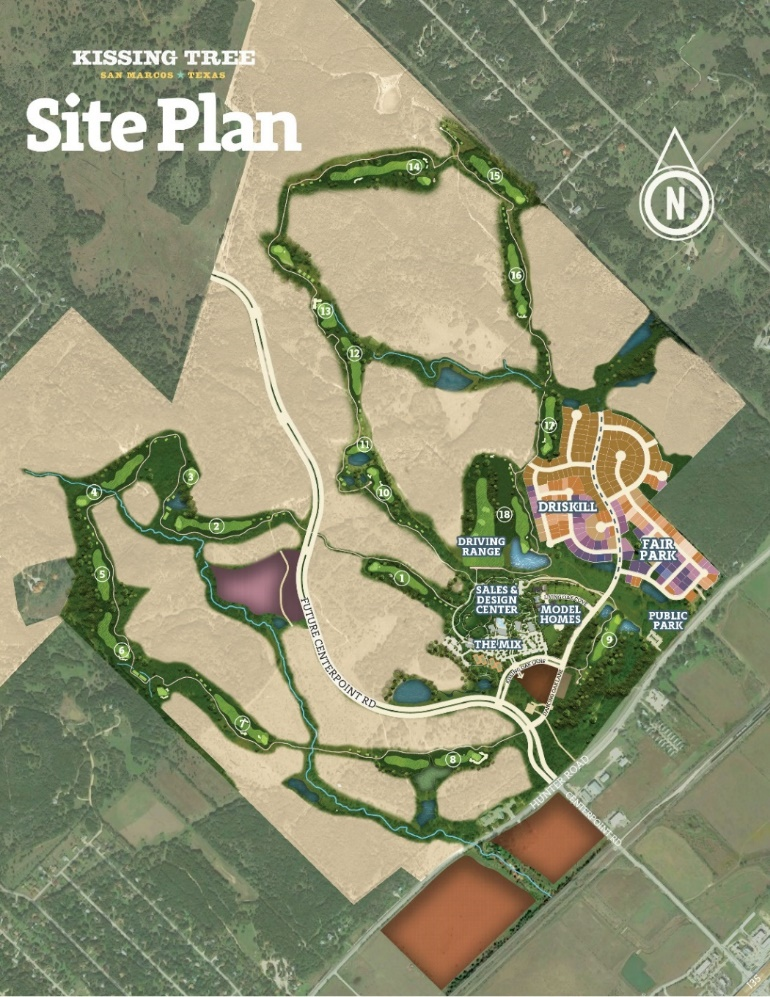 KISSING TREE
SAN MARCOS ★ TEXAS
Site Plan
N
14
15
16
13
12
17
11
10
3
4
2
18
DRISKILL
DRIVING
RANGE
FAIR
PARK
5
1
SALES &
DESIGN
CENTER
MODEL
HOMES
PUBLIC
PARK
9
6
THE MIX
FUTURE CENTERPOINT RD
7
8
HUNTER ROAD
CENTERPOINT RD
I35